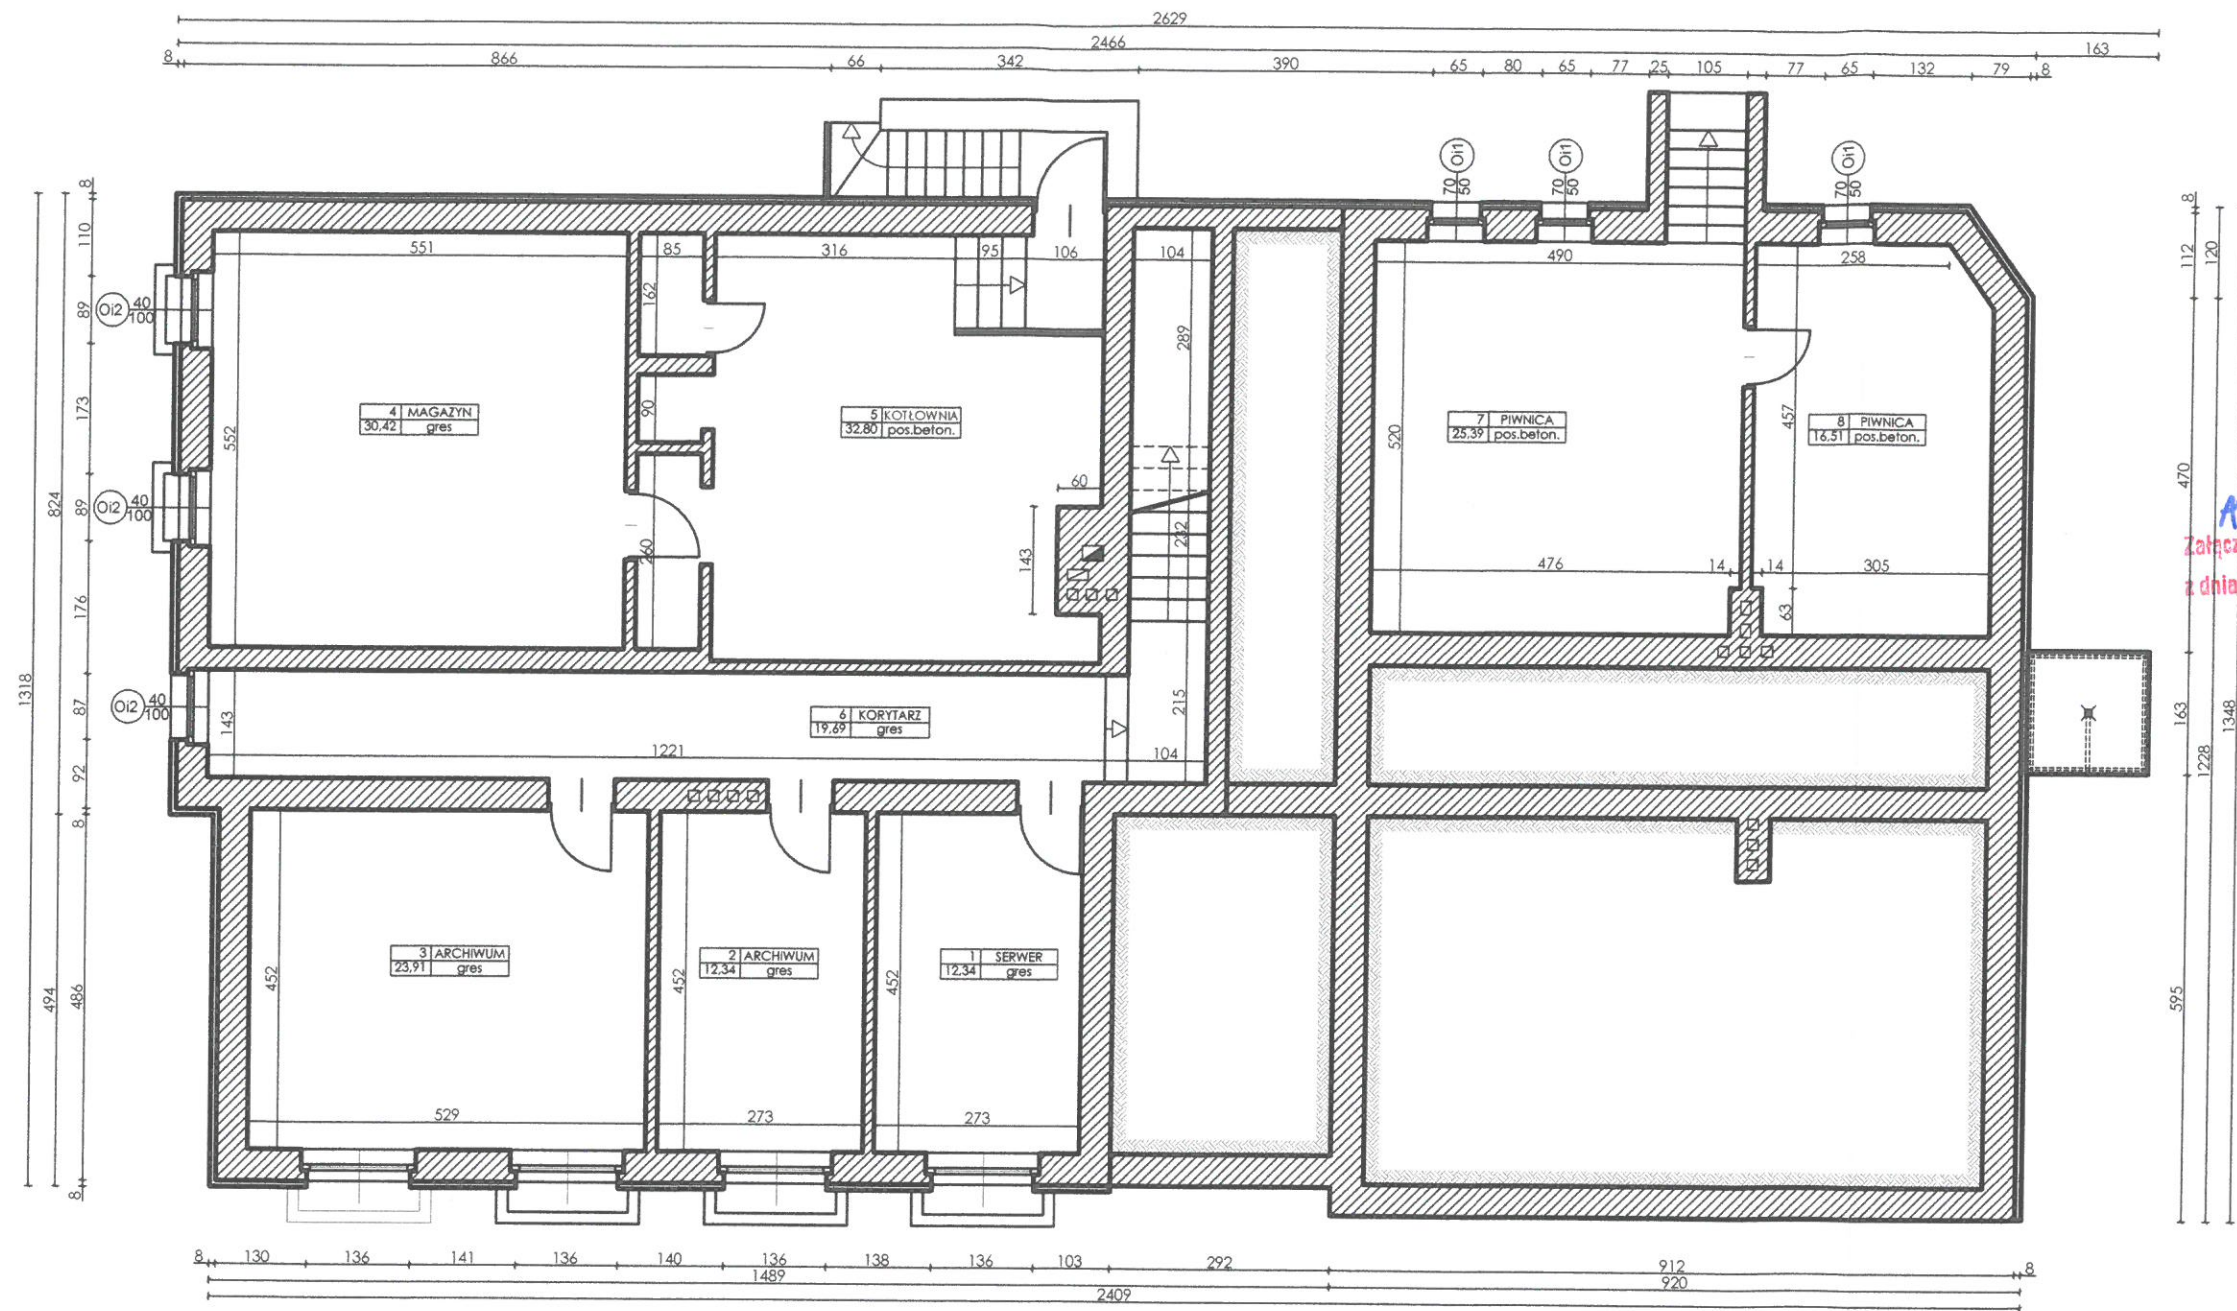 2629
2466
163
8 866 66 342 390 65 80 65 77 25 105 77 65 132 79 8
Oi1 70 50
Oi1 70 50
Oi1 70 50
8 110 89 173 89 176 87 92 8 486 8
824 494
1318
Oi2 40 100
Oi2 40 100
Oi2 40 100
551 85 316 95 106 104 490 258
162
90
260
552
289
232
215
520
457
60
143
476 14 14 305
63
4 MAGAZYN
30,42 gres
5 KOTŁOWNIA
32.80 pos.beton.
7 PIWNICA
25.39 pos.beton.
8 PIWNICA
16.51 pos.beton.
143
6 KORYTARZ
19,69 gres
1221 104
3 ARCHIWUM
23,91 gres
2 ARCHIWUM
12,34 gres
1 SERWER
12,34 gres
452
452
452
529 273 273
8 112 470 163 595
120 1228
1348
A
Załącz
z dnia
8 130 136 141 136 140 136 138 136 103 292 912 8
1489 920
2409